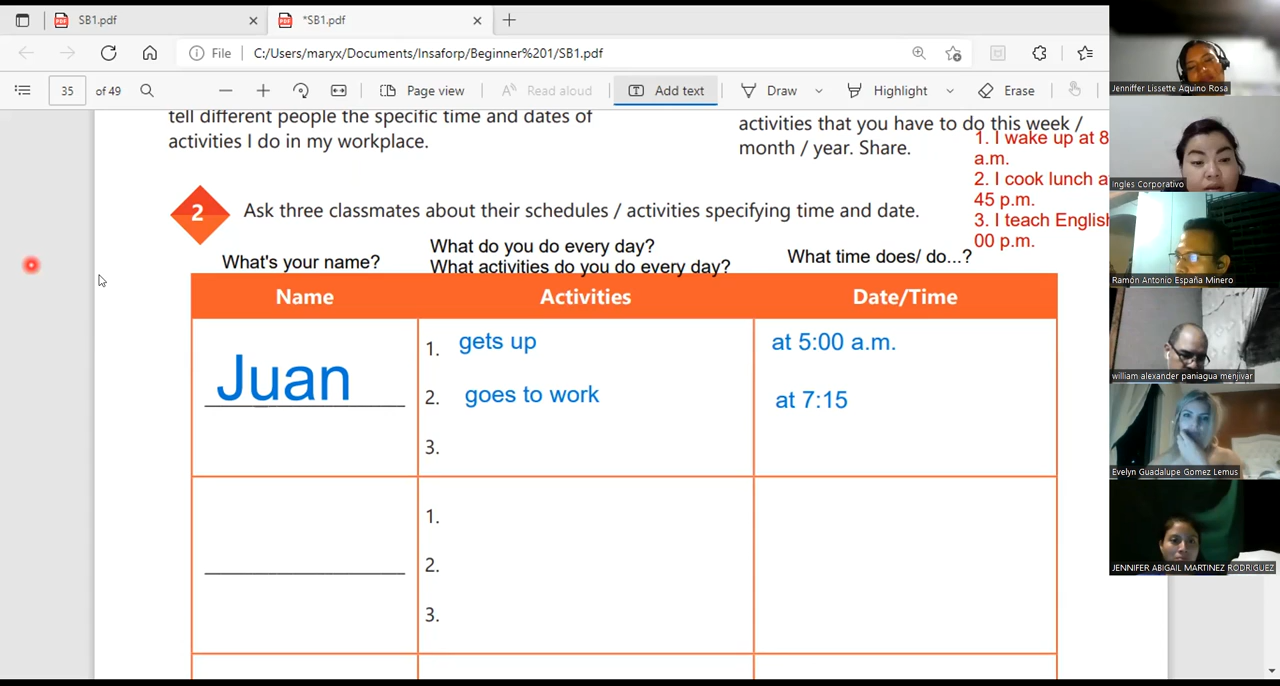 SB1.pdf
*SB1.pdf
File
C:/Users/maryx/Documents/Insaforp/Beginner%201/SB1.pdf
35
of 49
Page view
Read aloud
Add text
Draw
Highlight
Erase
tell different people the specific time and dates of
activities I do in my workplace.
activities that you have to do this week /
month / year. Share.
1. I wake up at 8
a.m.
2. I cook lunch a
45 p.m.
3. I teach English
00 p.m.
2
Ask three classmates about their schedules / activities specifying time and date.
What's your name?
What do you do every day?
What activities do you do every day?
What time does/ do...?
Name
Activities
Date/Time
Juan
1. gets up
at 5:00 a.m.
2. goes to work
at 7:15
3.
1.
2.
3.
Jenniffer Lissette Aquino Rosa
Ingles Corporativo
Ramón Antonio España Minero
william alexander paniagua menjivar
Evelyn Guadalupe Gomez Lemus
JENNIFER ABIGAIL MARTINEZ RODRIGUEZ